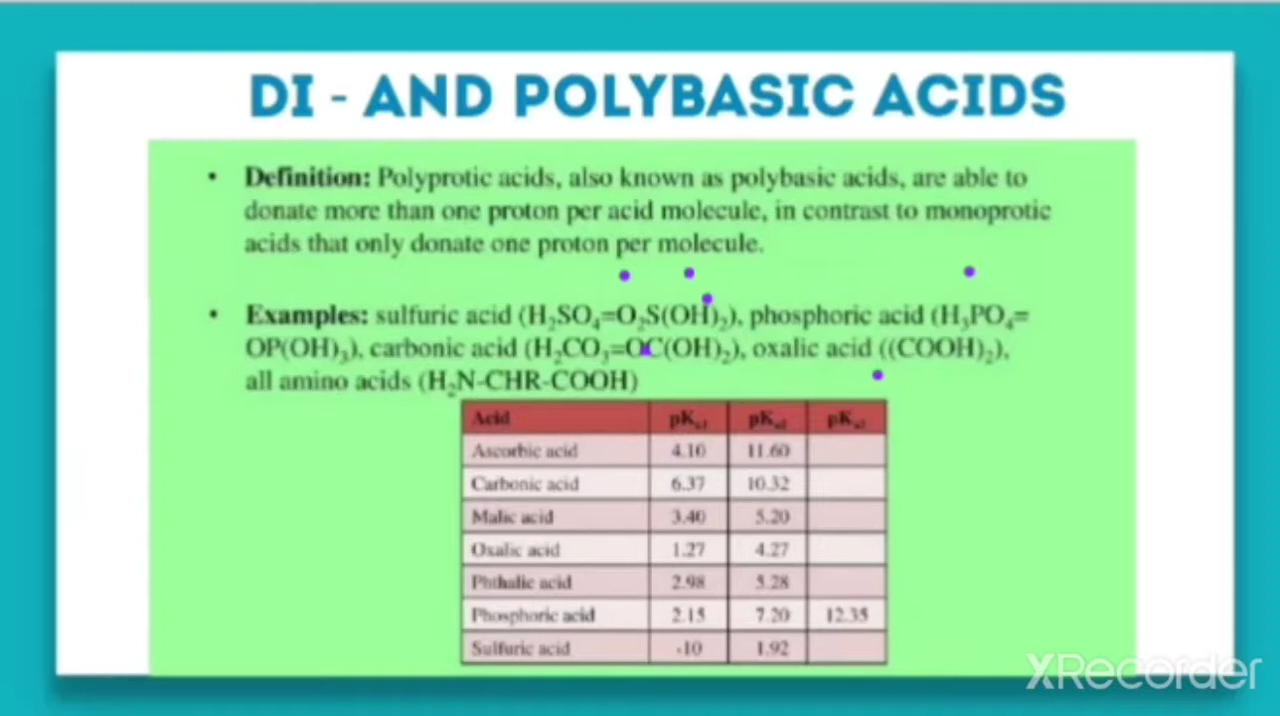 DI - AND POLYBASIC ACIDS
• Definition: Polyprotic acids, also known as polybasic acids, are able to
donate more than one proton per acid molecule, in contrast to monoprotic
acids that only donate one proton per molecule.
• Examples: sulfuric acid (H₂SO₄=O₂S(OH)₂), phosphoric acid (H₃PO₄=
OP(OH)₃), carbonic acid (H₂CO₃=OC(OH)₂), oxalic acid ((COOH)₂),
all amino acids (H₂N-CHR-COOH)
Acid pKₐ₁ pKₐ₂ pKₐ₃
Ascorbic acid 4.10 11.60
Carbonic acid 6.37 10.32
Malic acid 3.40 5.20
Oxalic acid 1.27 4.27
Phthalic acid 2.98 5.28
Phosphoric acid 2.15 7.20 12.35
Sulfuric acid -10 1.92
XRecorder